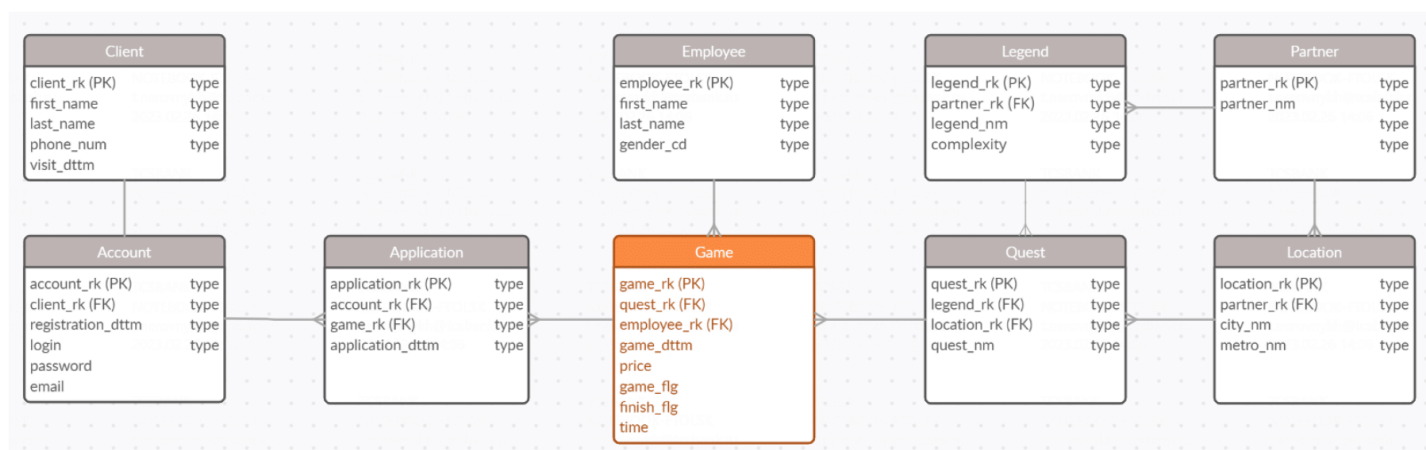 Client
client_rk (PK) type
first_name type
last_name type
phone_num type
visit_dttm
Employee
employee_rk (PK) type
first_name type
last_name type
gender_cd type
Legend
legend_rk (PK) type
partner_rk (FK) type
legend_nm type
complexity type
Partner
partner_rk (PK) type
partner_nm type
type
type
Account
account_rk (PK) type
client_rk (FK) type
registration_dttm type
login type
password
email
Application
application_rk (PK) type
account_rk (FK) type
game_rk (FK) type
application_dttm type
Game
game_rk (PK)
quest_rk (FK)
employee_rk (FK)
game_dttm
price
game_flg
finish_flg
time
Quest
quest_rk (PK) type
legend_rk (FK) type
location_rk (FK) type
quest_nm type
Location
location_rk (PK) type
partner_rk (FK) type
city_nm type
metro_nm type